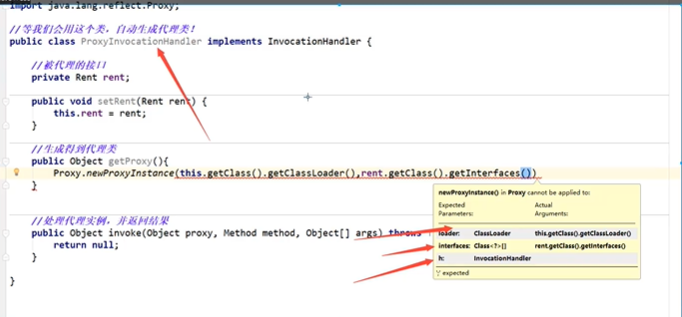 import java.lang.reflect.Proxy;
//等我们会用这个类，自动生成代理类！
public class ProxyInvocationHandler implements InvocationHandler {
//被代理的接口
private Rent rent;
public void setRent(Rent rent) {
this.rent = rent;
}
//生成得到代理类
public Object getProxy(){
Proxy.newProxyInstance(this.getClass().getClassLoader(),rent.getClass().getInterfaces())
}
newProxyInstance() in Proxy cannot be applied to:
Expected Actual
Parameters: Arguments:
loader: ClassLoader this.getClass().getClassLoader()
interfaces: Class<?>[] rent.getClass().getInterfaces()
h: InvocationHandler
')' expected
//处理代理实例，并返回结果
public Object invoke(Object proxy, Method method, Object[] args) throws
return null;
}
}